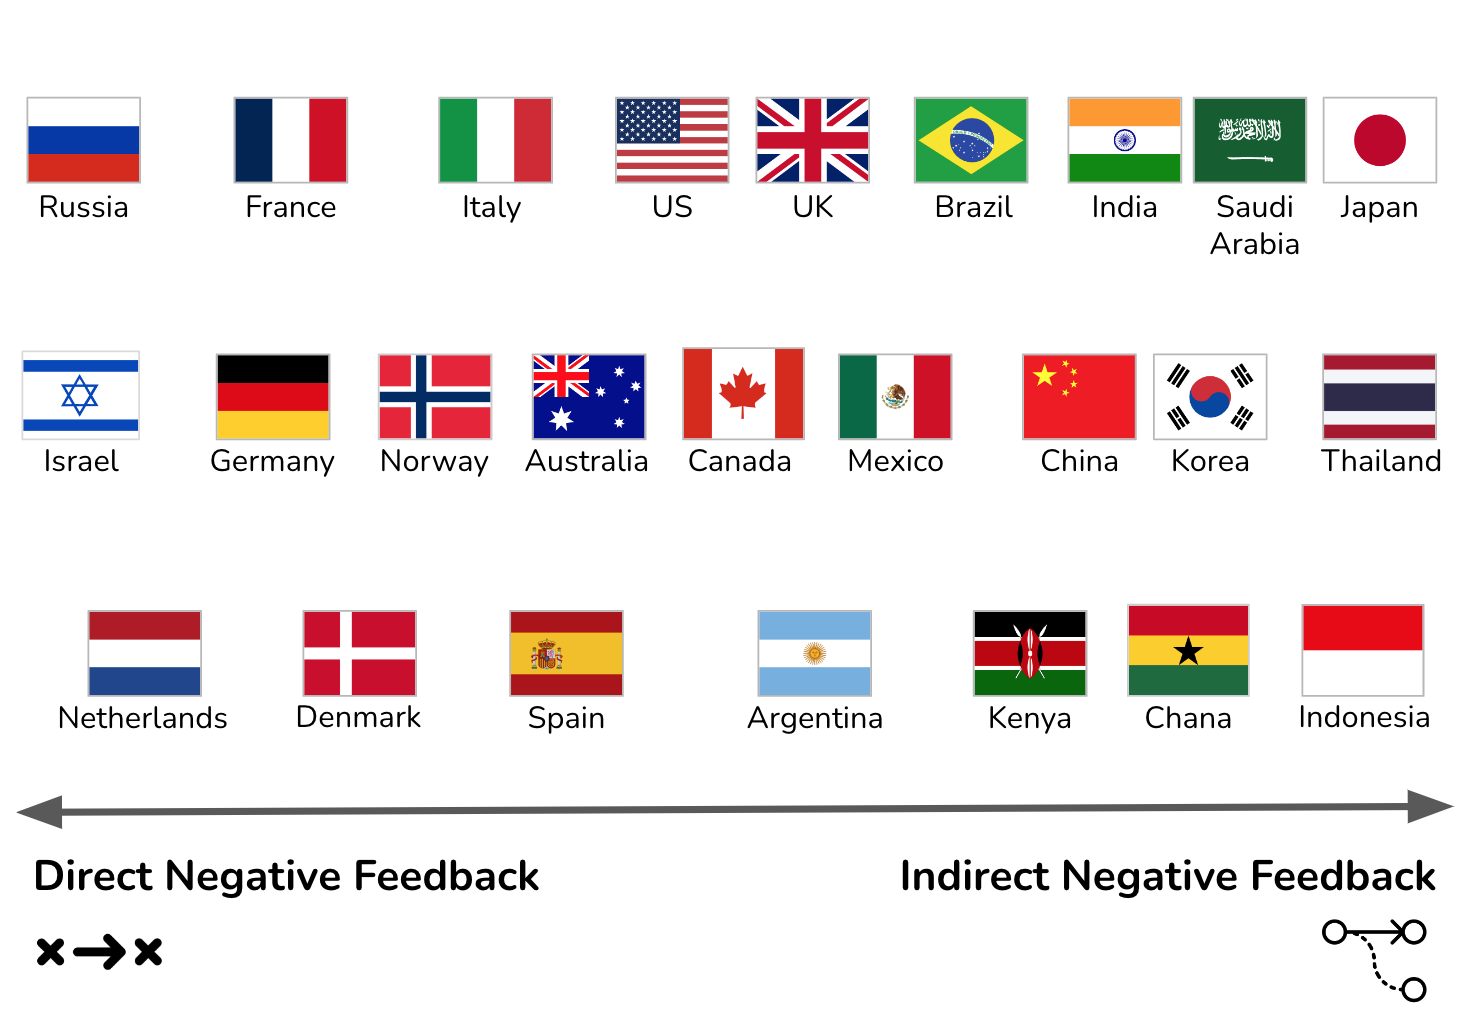 Russia
France
Italy
US
UK
Brazil
India
Saudi
Arabia
Japan
Israel
Germany
Norway
Australia
Canada
Mexico
China
Korea
Thailand
Netherlands
Denmark
Spain
Argentina
Kenya
Chana
Indonesia
Direct Negative Feedback
Indirect Negative Feedback